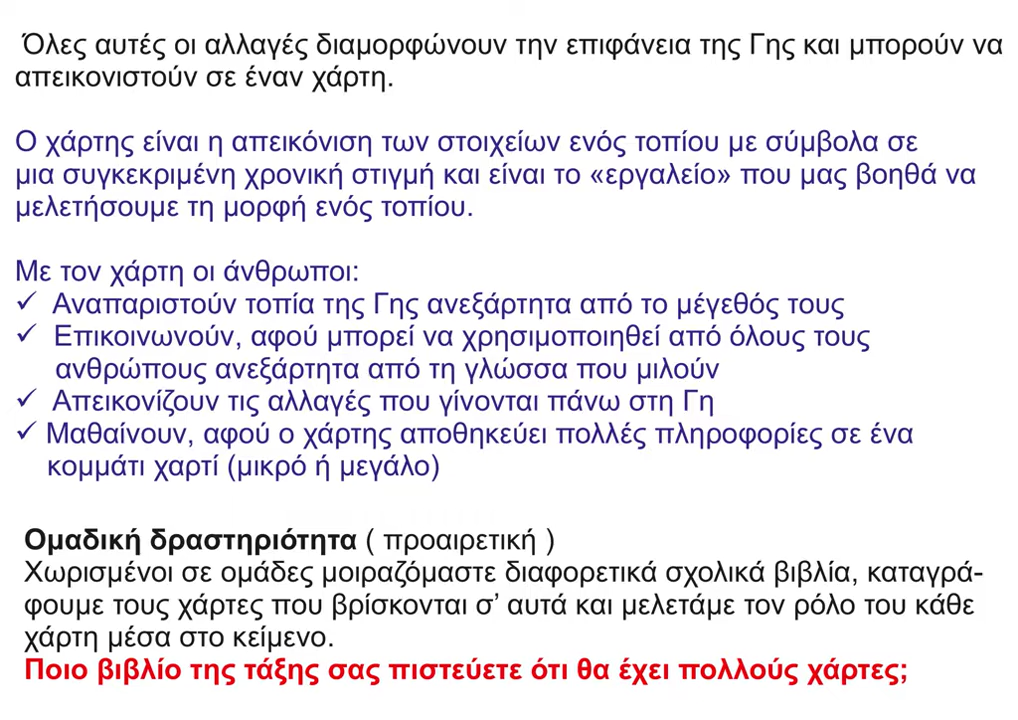 Όλες αυτές οι αλλαγές διαμορφώνουν την επιφάνεια της Γης και μπορούν να
απεικονιστούν σε έναν χάρτη.
Ο χάρτης είναι η απεικόνιση των στοιχείων ενός τοπίου με σύμβολα σε
μια συγκεκριμένη χρονική στιγμή και είναι το «εργαλείο» που μας βοηθά να
μελετήσουμε τη μορφή ενός τοπίου.
Με τον χάρτη οι άνθρωποι:
✓ Αναπαριστούν τοπία της Γης ανεξάρτητα από το μέγεθός τους
✓ Επικοινωνούν, αφού μπορεί να χρησιμοποιηθεί από όλους τους
ανθρώπους ανεξάρτητα από τη γλώσσα που μιλούν
✓ Απεικονίζουν τις αλλαγές που γίνονται πάνω στη Γη
✓ Μαθαίνουν, αφού ο χάρτης αποθηκεύει πολλές πληροφορίες σε ένα
κομμάτι χαρτί (μικρό ή μεγάλο)
Ομαδική δραστηριότητα ( προαιρετική )
Χωρισμένοι σε ομάδες μοιραζόμαστε διαφορετικά σχολικά βιβλία, καταγρά-
φουμε τους χάρτες που βρίσκονται σ’ αυτά και μελετάμε τον ρόλο του κάθε
χάρτη μέσα στο κείμενο.
Ποιο βιβλίο της τάξης σας πιστεύετε ότι θα έχει πολλούς χάρτες;